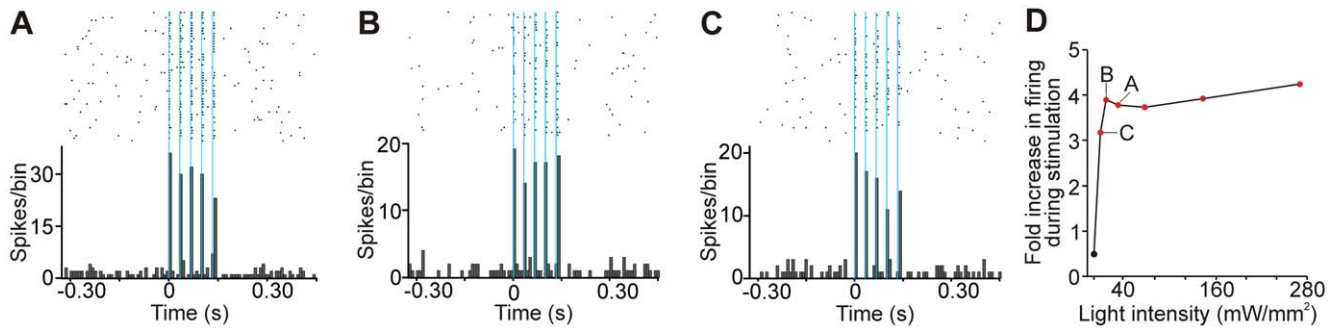 A
Spikes/bin
30
15
0
-0.30 0 0.30
Time (s)
B
Spikes/bin
20
10
0
-0.30 0 0.30
Time (s)
C
Spikes/bin
20
10
0
-0.30 0 0.30
Time (s)
D
Fold increase in firing
during stimulation
5
4
3
2
1
0
B
A
C
40 160 280
Light intensity (mW/mm²)